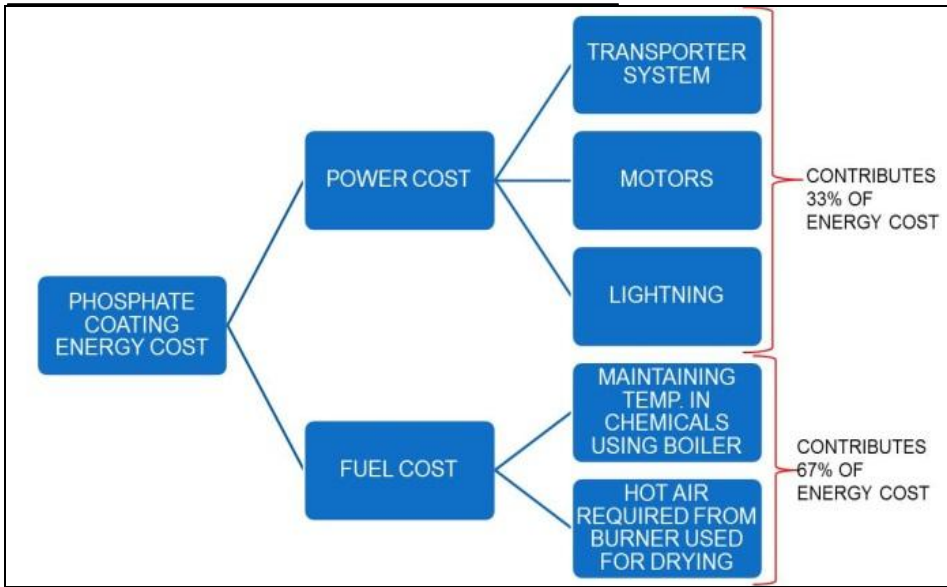 PHOSPHATE
COATING
ENERGY COST
POWER COST
TRANSPORTER
SYSTEM
MOTORS
LIGHTNING
CONTRIBUTES
33% OF
ENERGY COST
FUEL COST
MAINTAINING
TEMP. IN
CHEMICALS
USING BOILER
HOT AIR
REQUIRED FROM
BURNER USED
FOR DRYING
CONTRIBUTES
67% OF
ENERGY COST